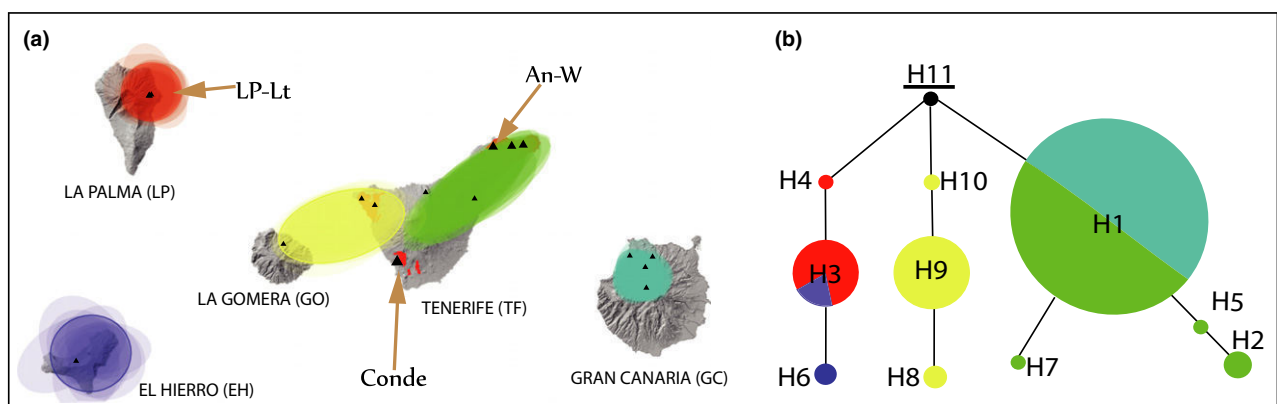 (a)
LP-Lt
An-W
LA PALMA (LP)
LA GOMERA (GO)
TENERIFE (TF)
EL HIERRO (EH)
Conde
GRAN CANARIA (GC)
(b)
H11
H4
H10
H1
H3
H9
H5
H2
H7
H6
H8